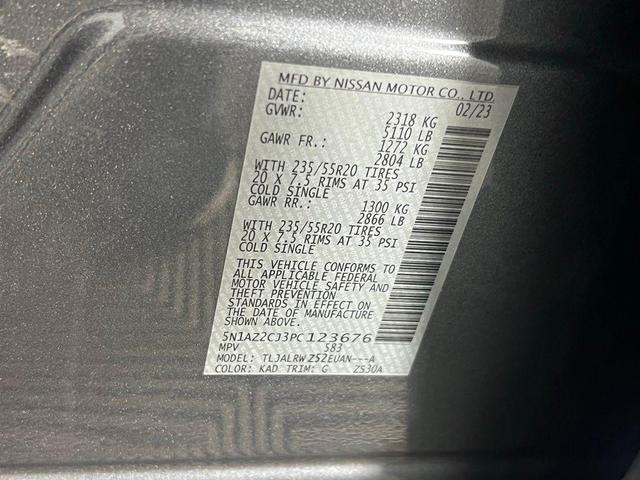 MFD BY NISSAN MOTOR CO., LTD.
DATE: 02/23
GVWR: 2318 KG
5110 LB
GAWR FR.: 1272 KG
2804 LB
WITH 235/55R20 TIRES
20 X 7.5 RIMS AT 35 PSI
COLD SINGLE
GAWR RR.: 1300 KG
2866 LB
WITH 235/55R20 TIRES
20 X 7.5 RIMS AT 35 PSI
COLD SINGLE
THIS VEHICLE CONFORMS TO
ALL APPLICABLE FEDERAL
MOTOR VEHICLE SAFETY AND
THEFT PREVENTION
STANDARDS IN EFFECT ON
THE DATE OF MANUFACTURE
SHOWN ABOVE.
5N1AZ2CJ3PC123676
MPV 583
MODEL: TLJALRW Z52EUAN---A
COLOR: KAD TRIM: G Z530A